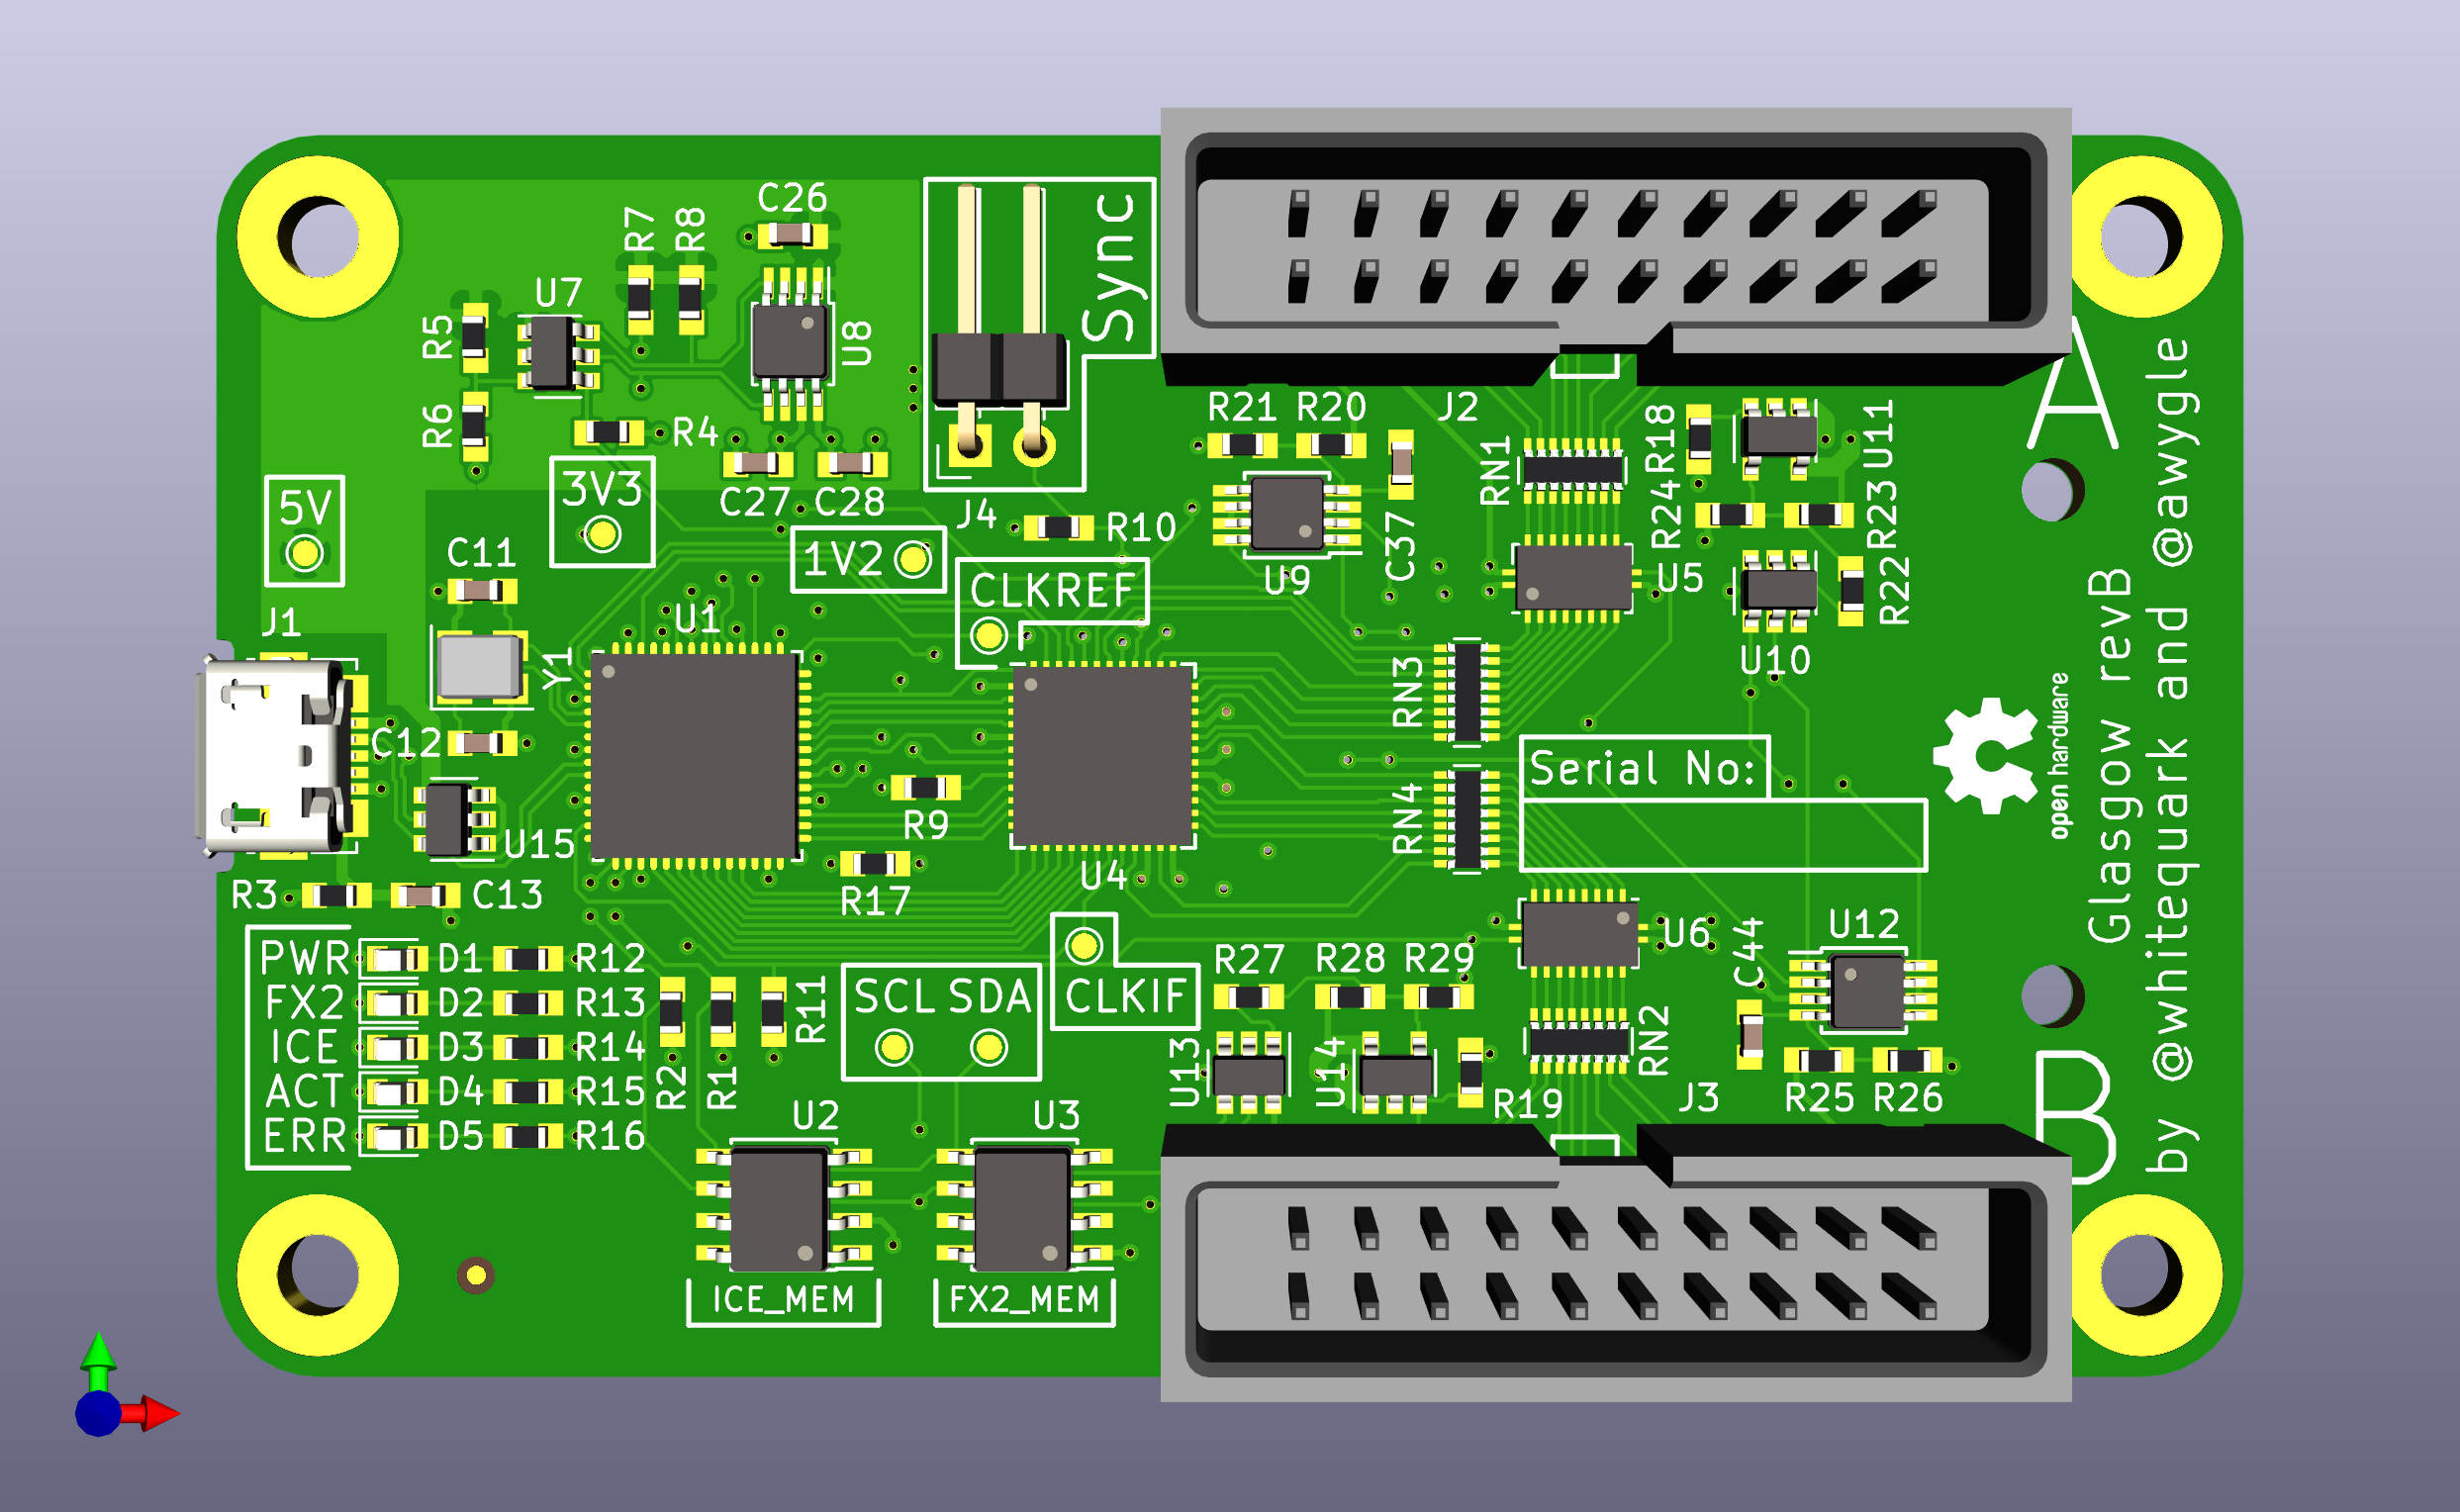 C26
R7
R8
U7
R5
U8
R6
R4
Sync
3V3
5V
C27
C28
J4
R10
1V2
C11
CLKREF
J1
U1
Y1
C12
U15
R9
R17
U4
R3
C13
PWR D1 R12
FX2 D2 R13
ICE D3 R14
ACT D4 R15
ERR D5 R16
R2
R1
R11
SCL SDA
CLKIF
U2
U3
ICE_MEM
FX2_MEM
R21
R20
J2
C37
U9
RN1
R18
U11
R24
R23
U5
R22
U10
RN3
RN4
Serial No:
open hardware
A
Glasgow revB
by @whitequark and @awygle
U6
C44
U12
R27
R28
R29
U13
U14
R19
RN2
J3
R25
R26
B